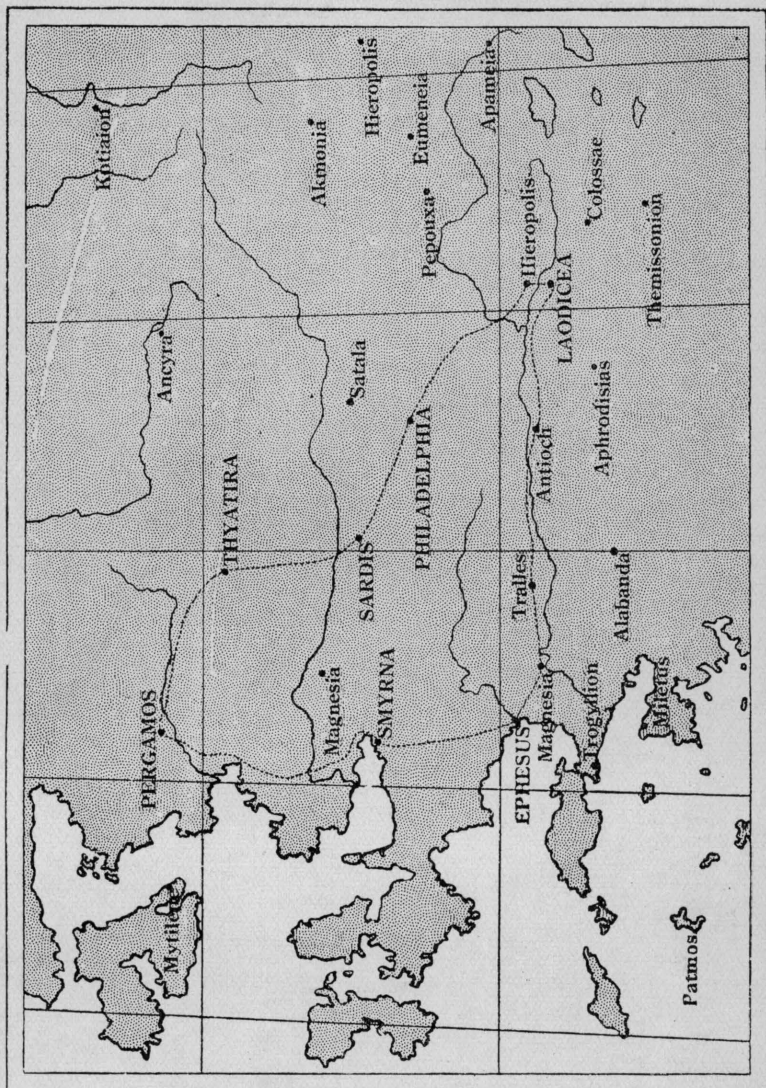 Kotiaion
Hieropolis
Akmonia
Eumeneia
Apameia
Pepouxa
Hieropolis
Colossae
LAODICEA
Themissonion
Ancyra
Satala
THYATIRA
PHILADELPHIA
Antioch
Aphrodisias
SARDIS
Tralles
Alabanda
PERGAMOS
Magnesia
SMYRNA
EPHESUS
Magnesia
Trogyllion
Miletus
Mytilene
Patmos